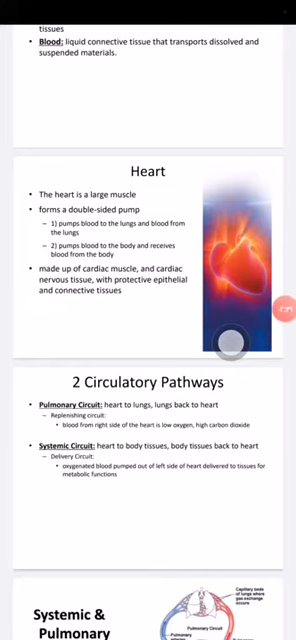 tissues
• Blood: liquid connective tissue that transports dissolved and
suspended materials.
Heart
• The heart is a large muscle
• forms a double-sided pump
– 1) pumps blood to the lungs and blood from
the lungs
– 2) pumps blood to the body and receives
blood from the body
• made up of cardiac muscle, and cardiac
nervous tissue, with protective epithelial
and connective tissues
2 Circulatory Pathways
• Pulmonary Circuit: heart to lungs, lungs back to heart
– Replenishing circuit:
• blood from right side of the heart is low oxygen, high carbon dioxide
• Systemic Circuit: heart to body tissues, body tissues back to heart
– Delivery Circuit:
• oxygenated blood pumped out of left side of heart delivered to tissues for
metabolic functions
Systemic &
Pulmonary
Capillary beds
of lungs where
gas exchange
occurs
Pulmonary Circuit
Pulmonary